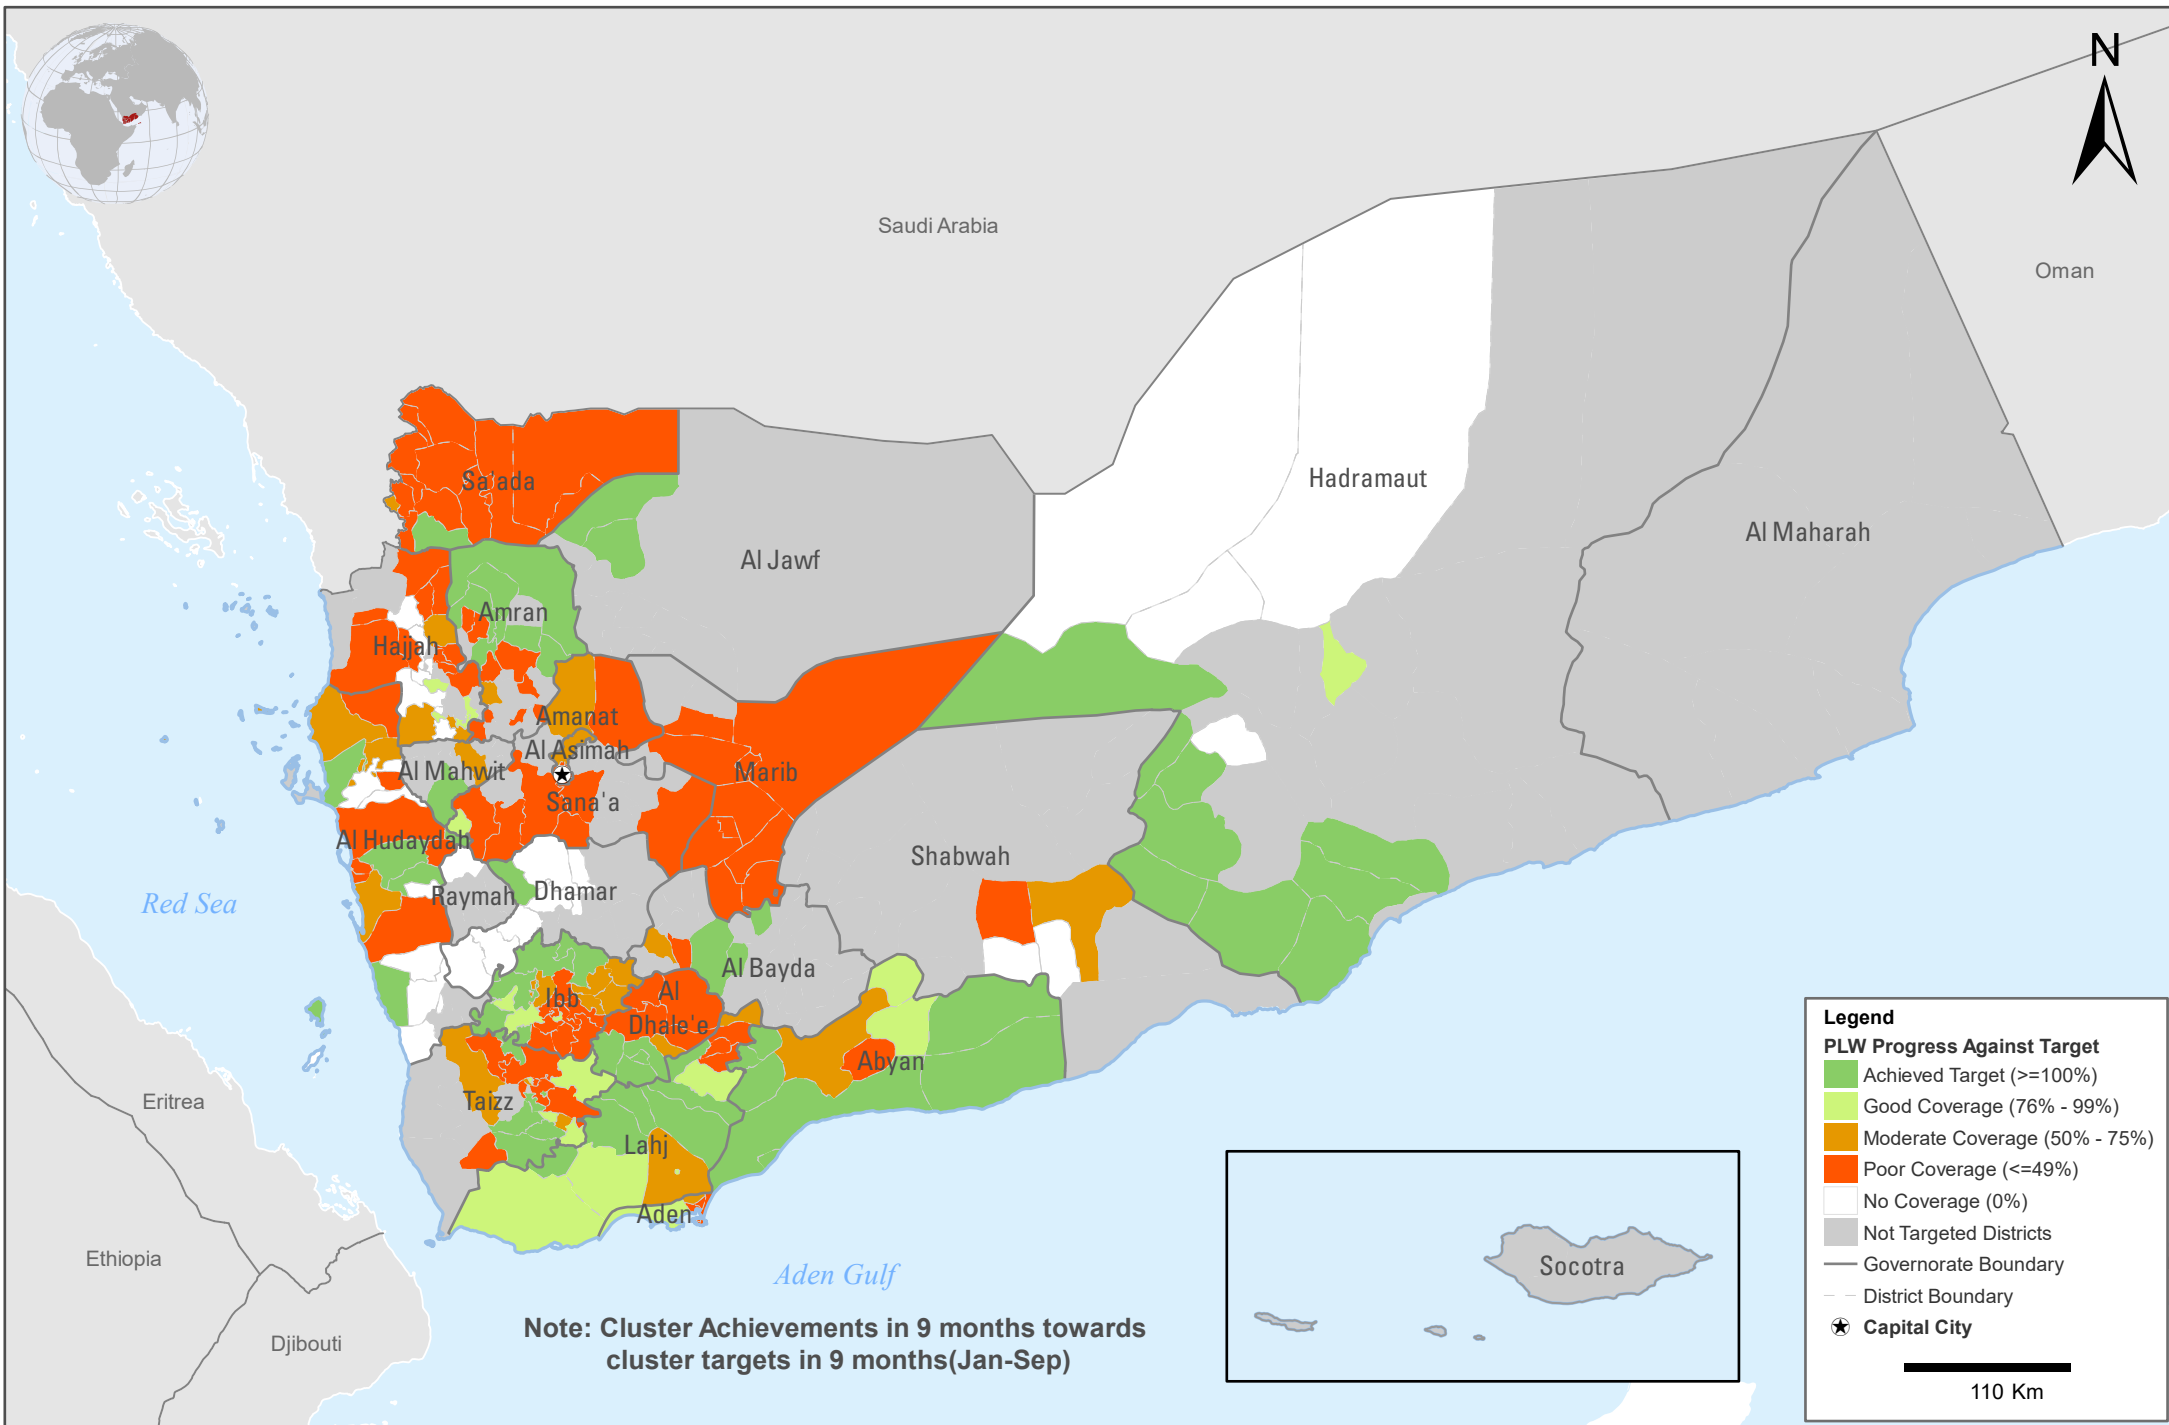 N
Saudi Arabia
Oman
Sa'ada
Hadramaut
Al Jawf
Al Maharah
Amran
Hajjah
Amanat
Al Asimah
Al Mahwit
Marib
Sana'a
Al Hudaydah
Shabwah
Raymah
Dhamar
Red Sea
Al Bayda
Ibb
Al
Dhale'e
Abyan
Taizz
Eritrea
Lahj
Aden
Ethiopia
Aden Gulf
Djibouti
Socotra
Note: Cluster Achievements in 9 months towards
cluster targets in 9 months(Jan-Sep)
Legend
PLW Progress Against Target
Achieved Target (>=100%)
Good Coverage (76% - 99%)
Moderate Coverage (50% - 75%)
Poor Coverage (<=49%)
No Coverage (0%)
Not Targeted Districts
Governorate Boundary
District Boundary
Capital City
110 Km